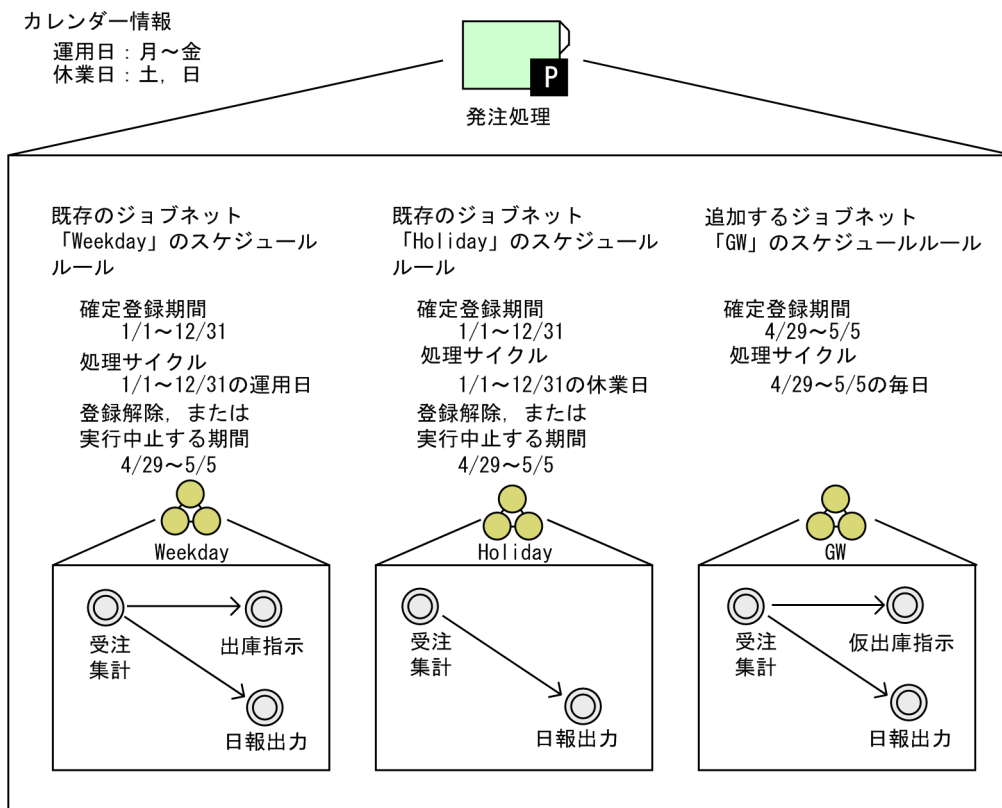 カレンダー情報
運用日：月～金
休業日：土，日
P
発注処理
既存のジョブネット
「Weekday」のスケジュール
ルール
確定登録期間
1/1～12/31
処理サイクル
1/1～12/31の運用日
登録解除，または
実行中止する期間
4/29～5/5
Weekday
受注
集計
出庫指示
日報出力
既存のジョブネット
「Holiday」のスケジュール
ルール
確定登録期間
1/1～12/31
処理サイクル
1/1～12/31の休業日
登録解除，または
実行中止する期間
4/29～5/5
Holiday
受注
集計
日報出力
追加するジョブネット
「GW」のスケジュールルール
確定登録期間
4/29～5/5
処理サイクル
4/29～5/5の毎日
GW
受注
集計
仮出庫指示
日報出力